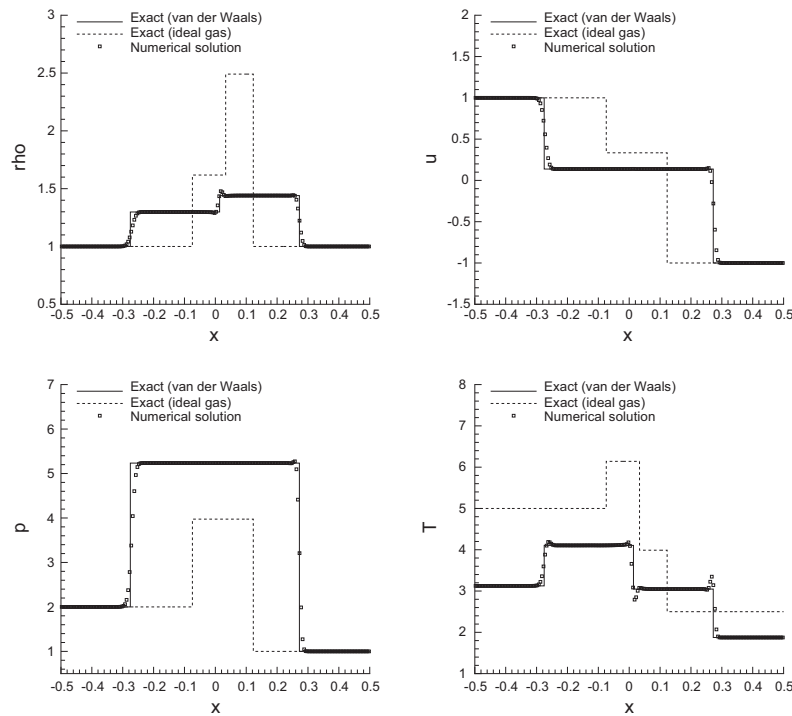 Exact (van der Waals)
Exact (ideal gas)
Numerical solution
rho
3
2.5
2
1.5
1
0.5
-0.5 -0.4 -0.3 -0.2 -0.1 0 0.1 0.2 0.3 0.4 0.5
x
Exact (van der Waals)
Exact (ideal gas)
Numerical solution
u
2
1.5
1
0.5
0
-0.5
-1
-1.5
-0.5 -0.4 -0.3 -0.2 -0.1 0 0.1 0.2 0.3 0.4 0.5
x
Exact (van der Waals)
Exact (ideal gas)
Numerical solution
p
7
6
5
4
3
2
1
-0.5 -0.4 -0.3 -0.2 -0.1 0 0.1 0.2 0.3 0.4 0.5
x
Exact (van der Waals)
Exact (ideal gas)
Numerical solution
T
8
7
6
5
4
3
2
1
-0.5 -0.4 -0.3 -0.2 -0.1 0 0.1 0.2 0.3 0.4 0.5
x